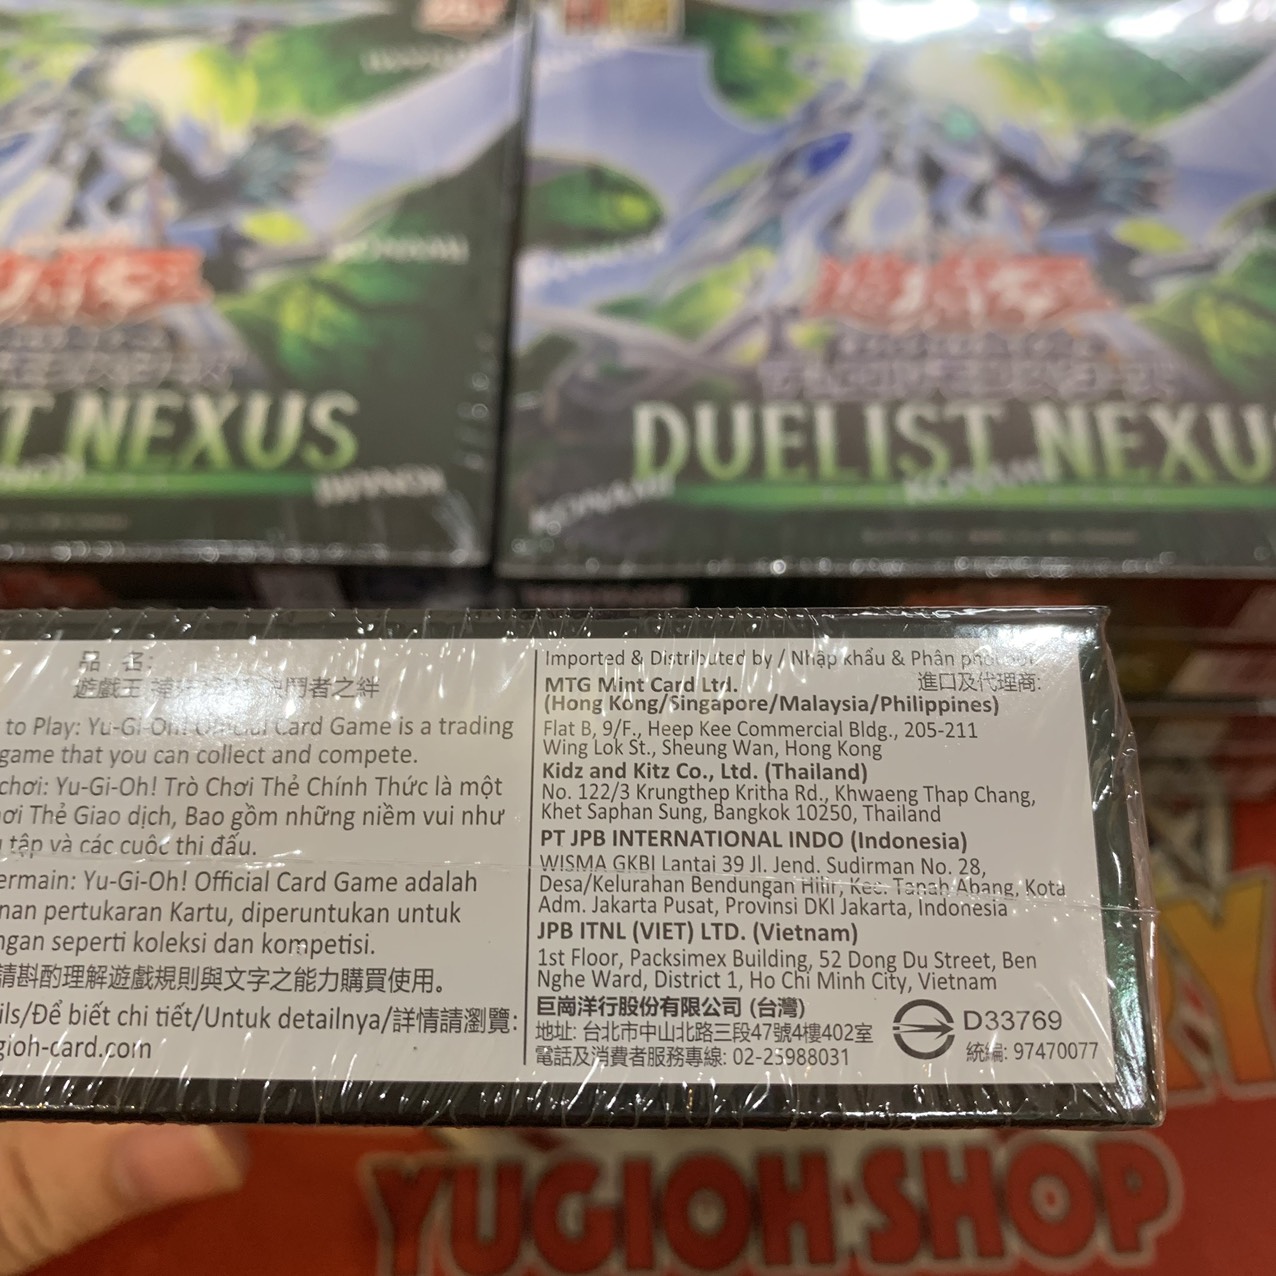 DUELIST NEXUS
T NEXUS
KONAMI
品 名:
遊戲王
鬥者之絆
to Play: Yu-Gi-Oh! Official Card Game is a trading
game that you can collect and compete.
chơi: Yu-Gi-Oh! Trò Chơi Thẻ Chính Thức là một
ơi Thẻ Giao dịch, Bao gồm những niềm vui như
tập và các cuộc thi đấu.
ermain: Yu-Gi-Oh! Official Card Game adalah
nan pertukaran Kartu, diperuntukan untuk
ngan seperti koleksi dan kompetisi.
請斟酌理解遊戲規則與文字之能力購買使用。
ils/Để biết chi tiết/Untuk detailnya/詳情請瀏覽:
gioh-card.com
Imported & Distributed by / Nhập khẩu & Phân phối bởi
進口及代理商:
MTG Mint Card Ltd.
(Hong Kong/Singapore/Malaysia/Philippines)
Flat B, 9/F., Heep Kee Commercial Bldg., 205-211
Wing Lok St., Sheung Wan, Hong Kong
Kidz and Kitz Co., Ltd. (Thailand)
No. 122/3 Krungthep Kritha Rd., Khwaeng Thap Chang,
Khet Saphan Sung, Bangkok 10250, Thailand
PT JPB INTERNATIONAL INDO (Indonesia)
WISMA GKBI Lantai 39 Jl. Jend. Sudirman No. 28,
Desa/Kelurahan Bendungan Hilir, Kec. Tanah Abang, Kota
Adm. Jakarta Pusat, Provinsi DKI Jakarta, Indonesia
JPB ITNL (VIET) LTD. (Vietnam)
1st Floor, Packsimex Building, 52 Dong Du Street, Ben
Nghe Ward, District 1, Ho Chi Minh City, Vietnam
巨崗洋行股份有限公司 (台灣)
地址: 台北市中山北路三段47號4樓402室
電話及消費者服務專線: 02-25988031
D33769
統編: 97470077
YUGIOH SHOP